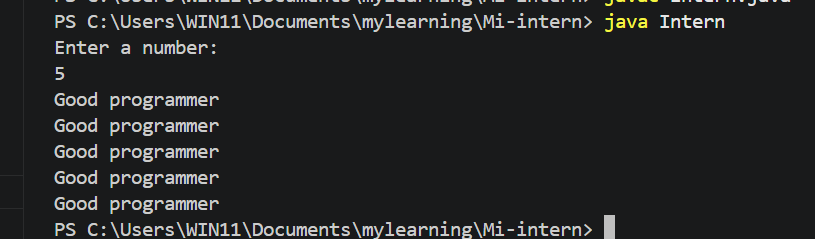 PS C:\Users\WIN11\Documents\mylearning\Mi-intern> javac Intern.java
PS C:\Users\WIN11\Documents\mylearning\Mi-intern> java Intern
Enter a number:
5
Good programmer
Good programmer
Good programmer
Good programmer
Good programmer
PS C:\Users\WIN11\Documents\mylearning\Mi-intern>